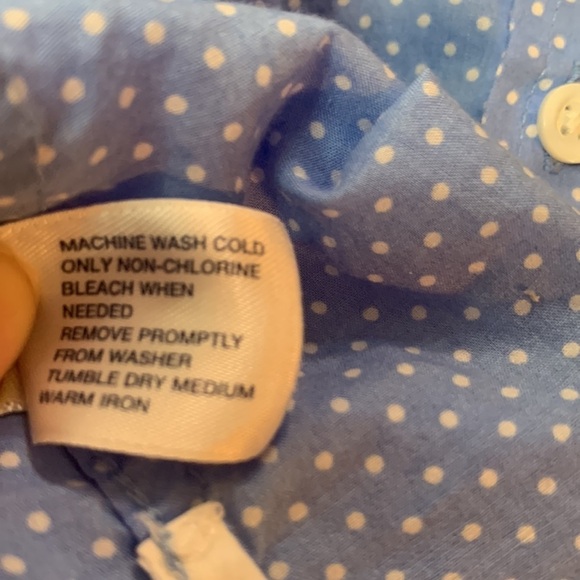 MACHINE WASH COLD
ONLY NON-CHLORINE
BLEACH WHEN
NEEDED
REMOVE PROMPTLY
FROM WASHER
TUMBLE DRY MEDIUM
WARM IRON